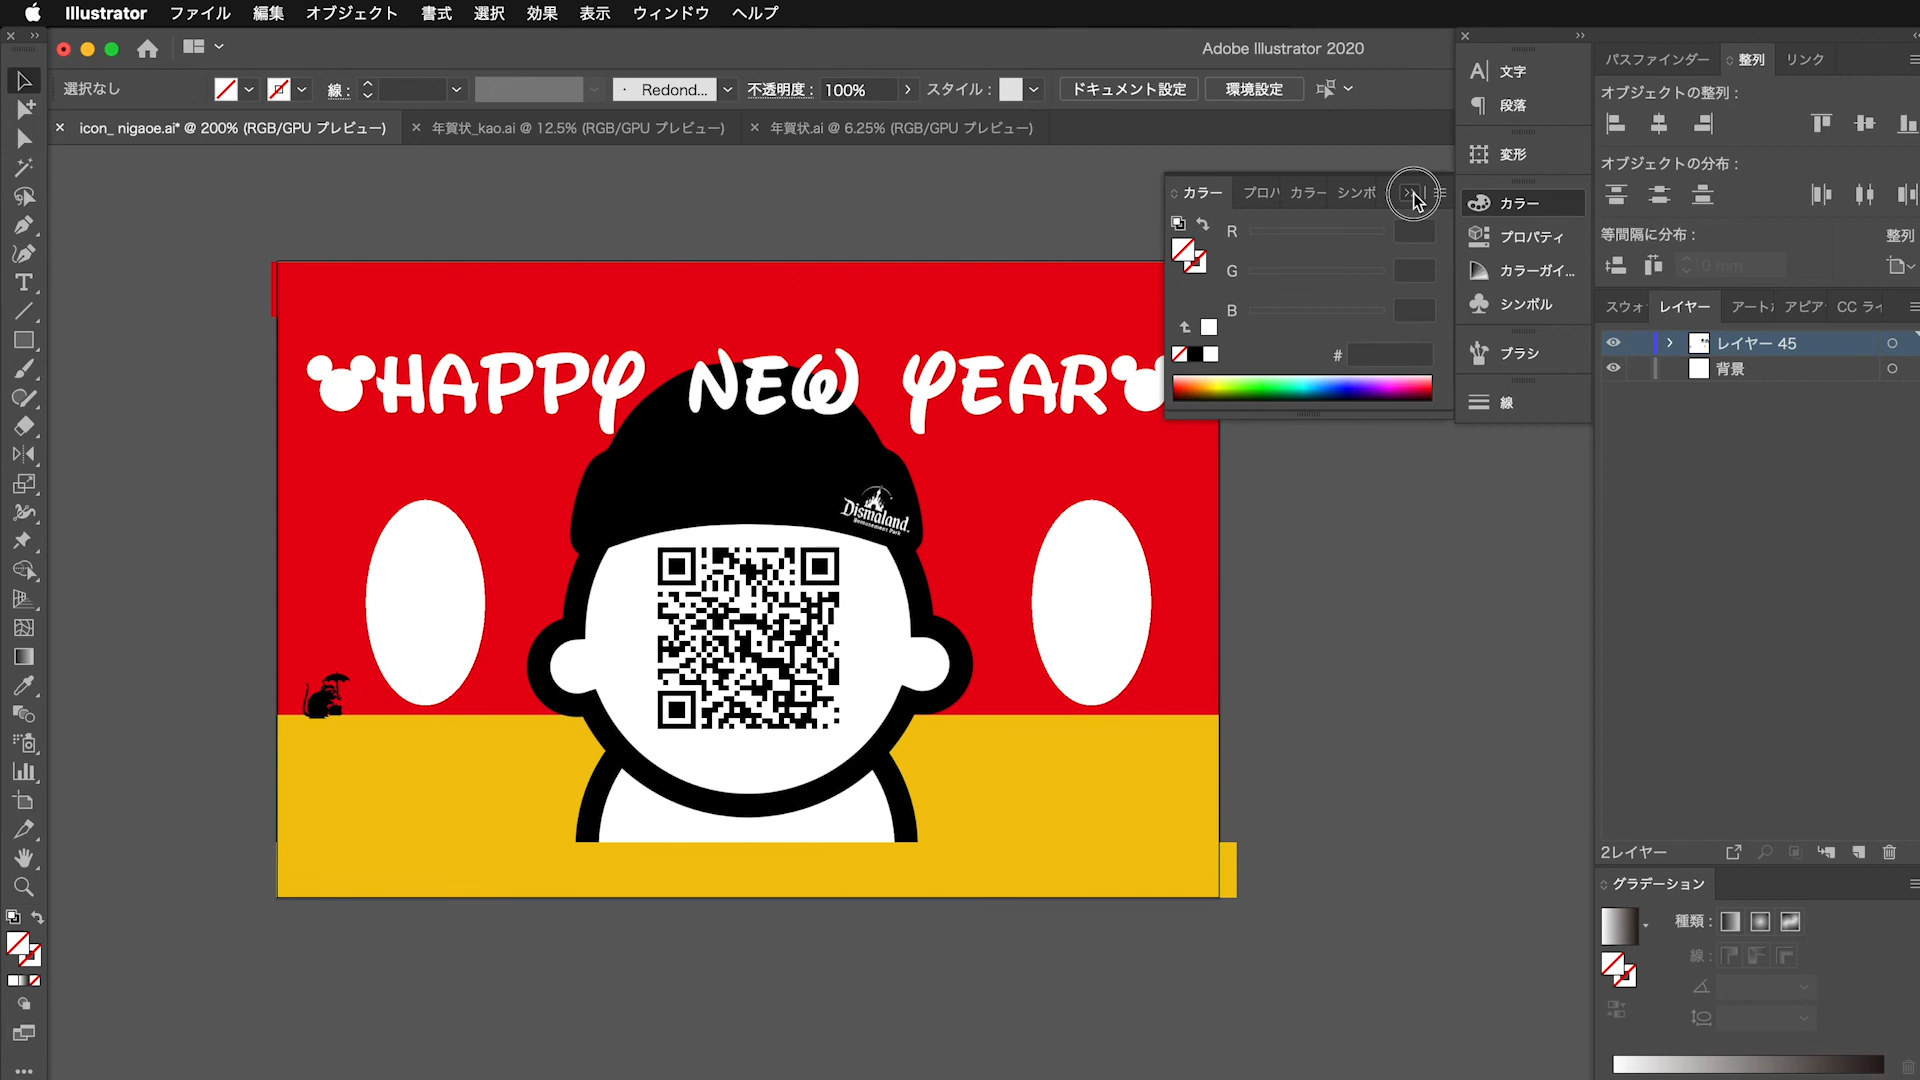 Illustrator ファイル 編集 オブジェクト 書式 選択 効果 表示 ウィンドウ ヘルプ
Adobe Illustrator 2020
選択なし 線 : Redond... 不透明度 : 100% スタイル : ドキュメント設定 環境設定
icon_ nigaoe.ai* @ 200% (RGB/GPU プレビュー) 年賀状_kao.ai @ 12.5% (RGB/GPU プレビュー) 年賀状.ai @ 6.25% (RGB/GPU プレビュー)
カラー プロパ カラー シンボ
R
G
B
#
文字
段落
変形
カラー
プロパティ
カラーガイ...
シンボル
ブラシ
線
パスファインダー 整列 リンク
オブジェクトの整列 :
オブジェクトの分布 :
等間隔に分布 : 整列
0 mm
スウォ レイヤー アート アピア CC ライ
レイヤー 45
背景
2レイヤー
グラデーション
種類 :
線 :
HAPPY NEW YEAR
Dismaland
Bemusement Park